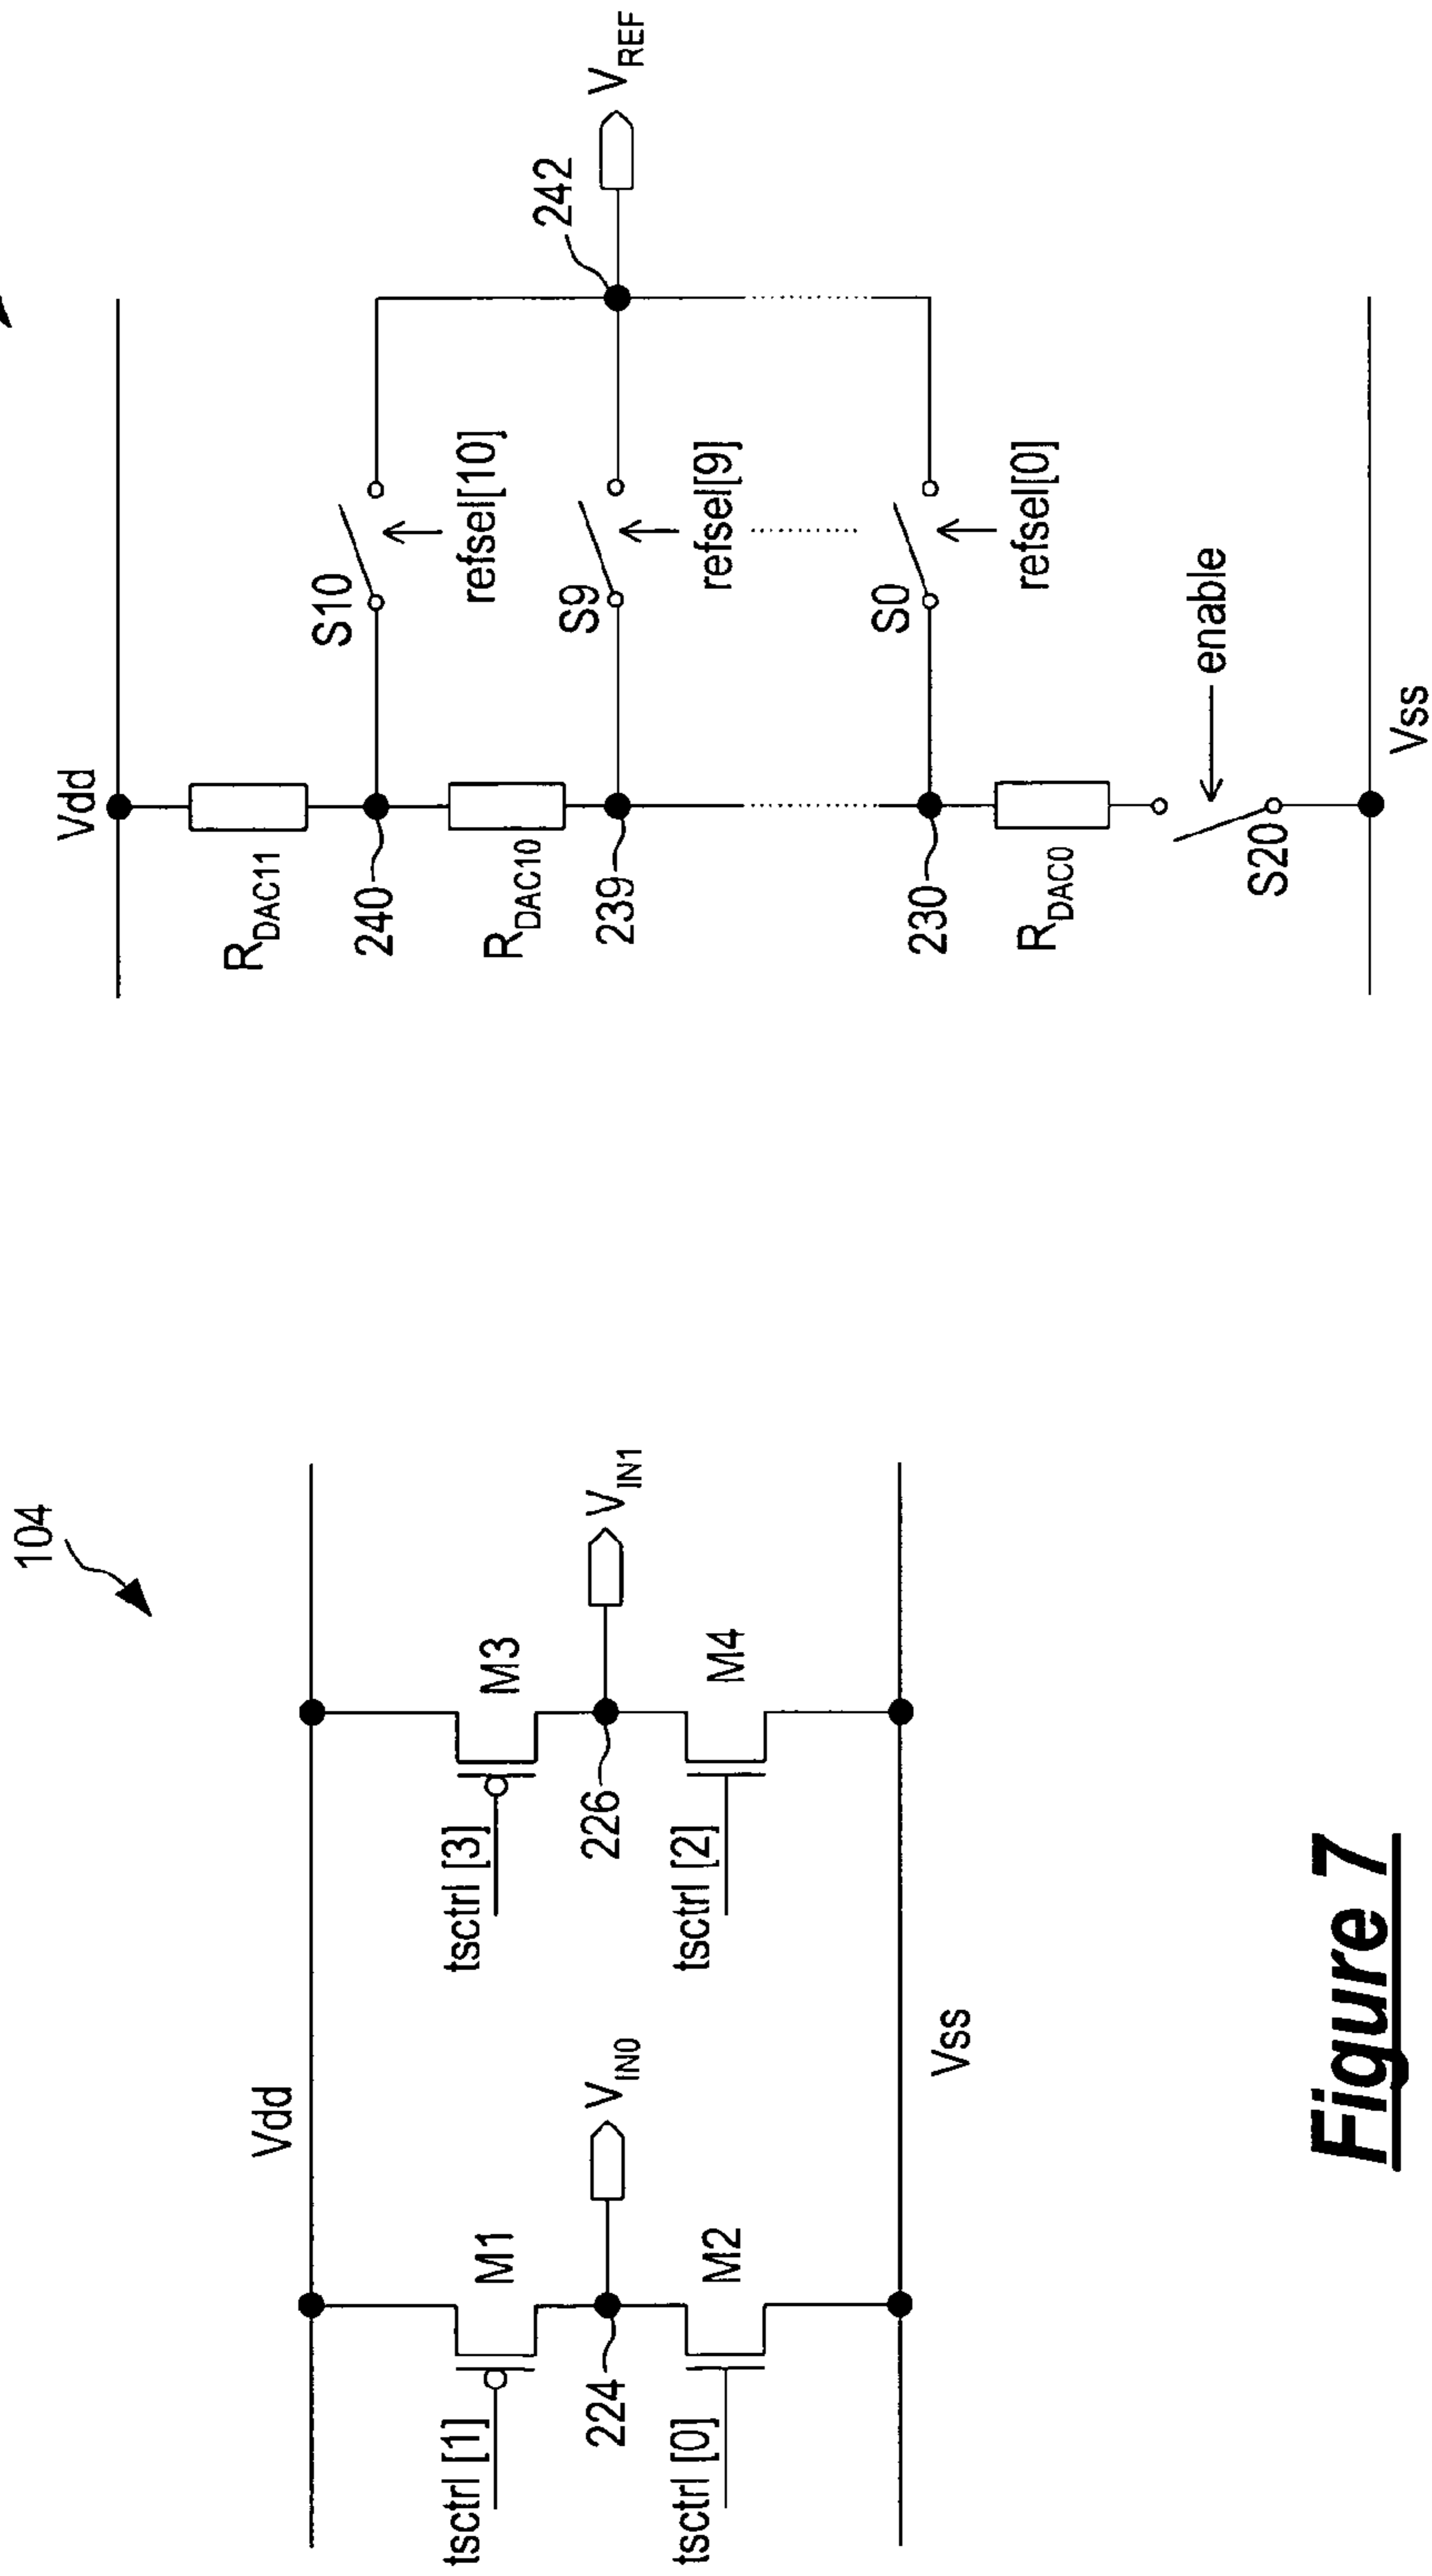 104
Vdd
tsctrl [1]
M1
tsctrl [3]
M3
224
V_IN0
226
V_IN1
tsctrl [0]
M2
tsctrl [2]
M4
Vss
Figure 7
Vdd
R_DAC11
S10
240
refsel[10]
242
V_REF
R_DAC10
S9
239
refsel[9]
S0
230
refsel[0]
R_DAC0
enable
S20
Vss